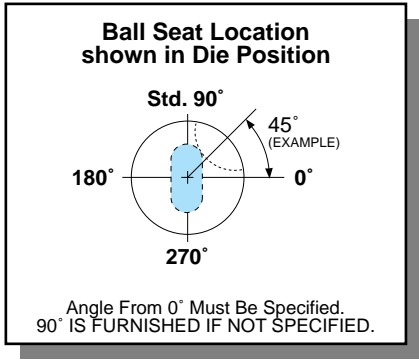 Ball Seat Location
shown in Die Position
Std. 90˚
45˚
(EXAMPLE)
180˚
0˚
270˚
Angle From 0˚ Must Be Specified.
90˚ IS FURNISHED IF NOT SPECIFIED.